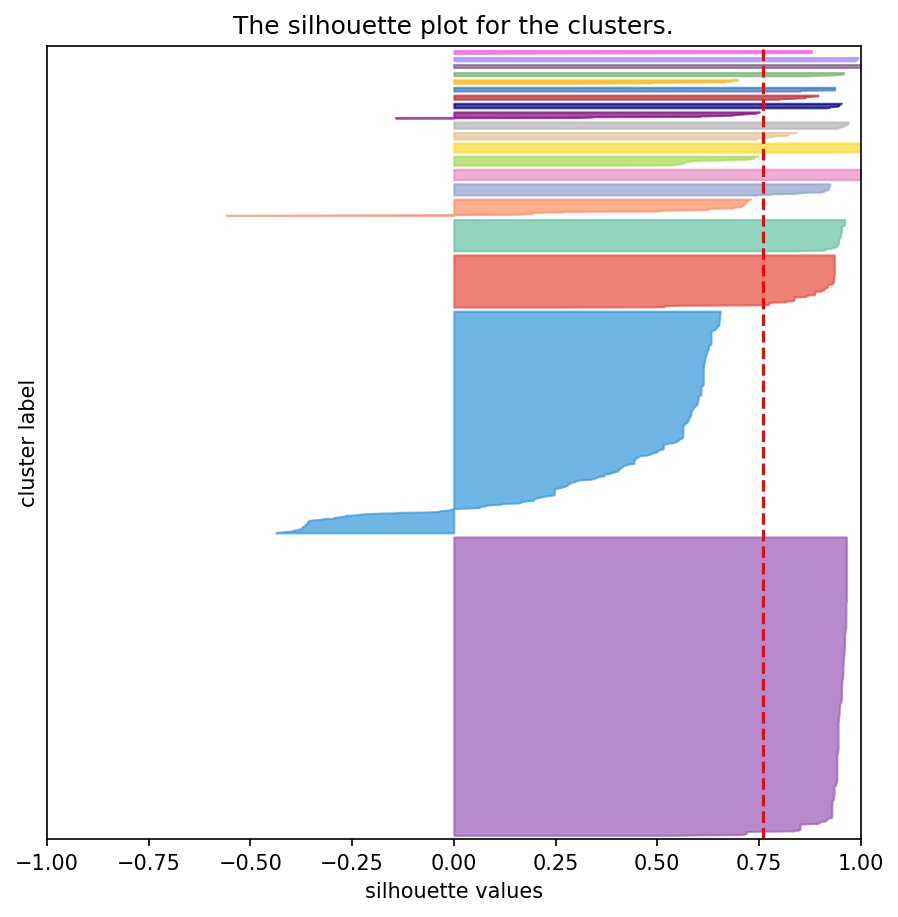 The silhouette plot for the clusters.
cluster label
−1.00 −0.75 −0.50 −0.25 0.00 0.25 0.50 0.75 1.00
silhouette values